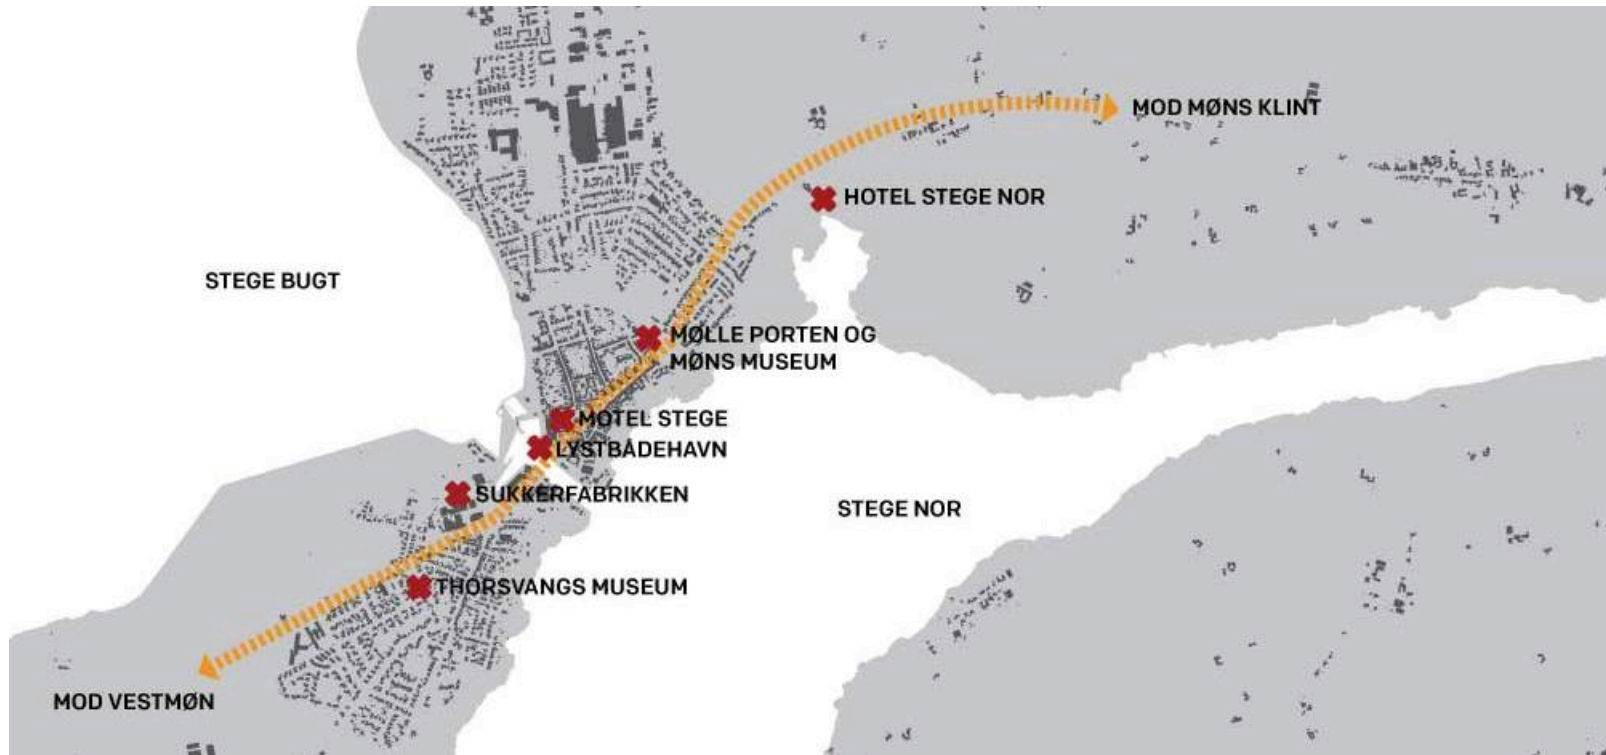 MOD MØNS KLINT
HOTEL STEGE NOR
STEGE BUGT
MØLLE PORTEN OG
MØNS MUSEUM
MOTEL STEGE
LYSTBÅDEHAVN
SUKKERFABRIKKEN
STEGE NOR
THORSVANGS MUSEUM
MOD VESTMØN